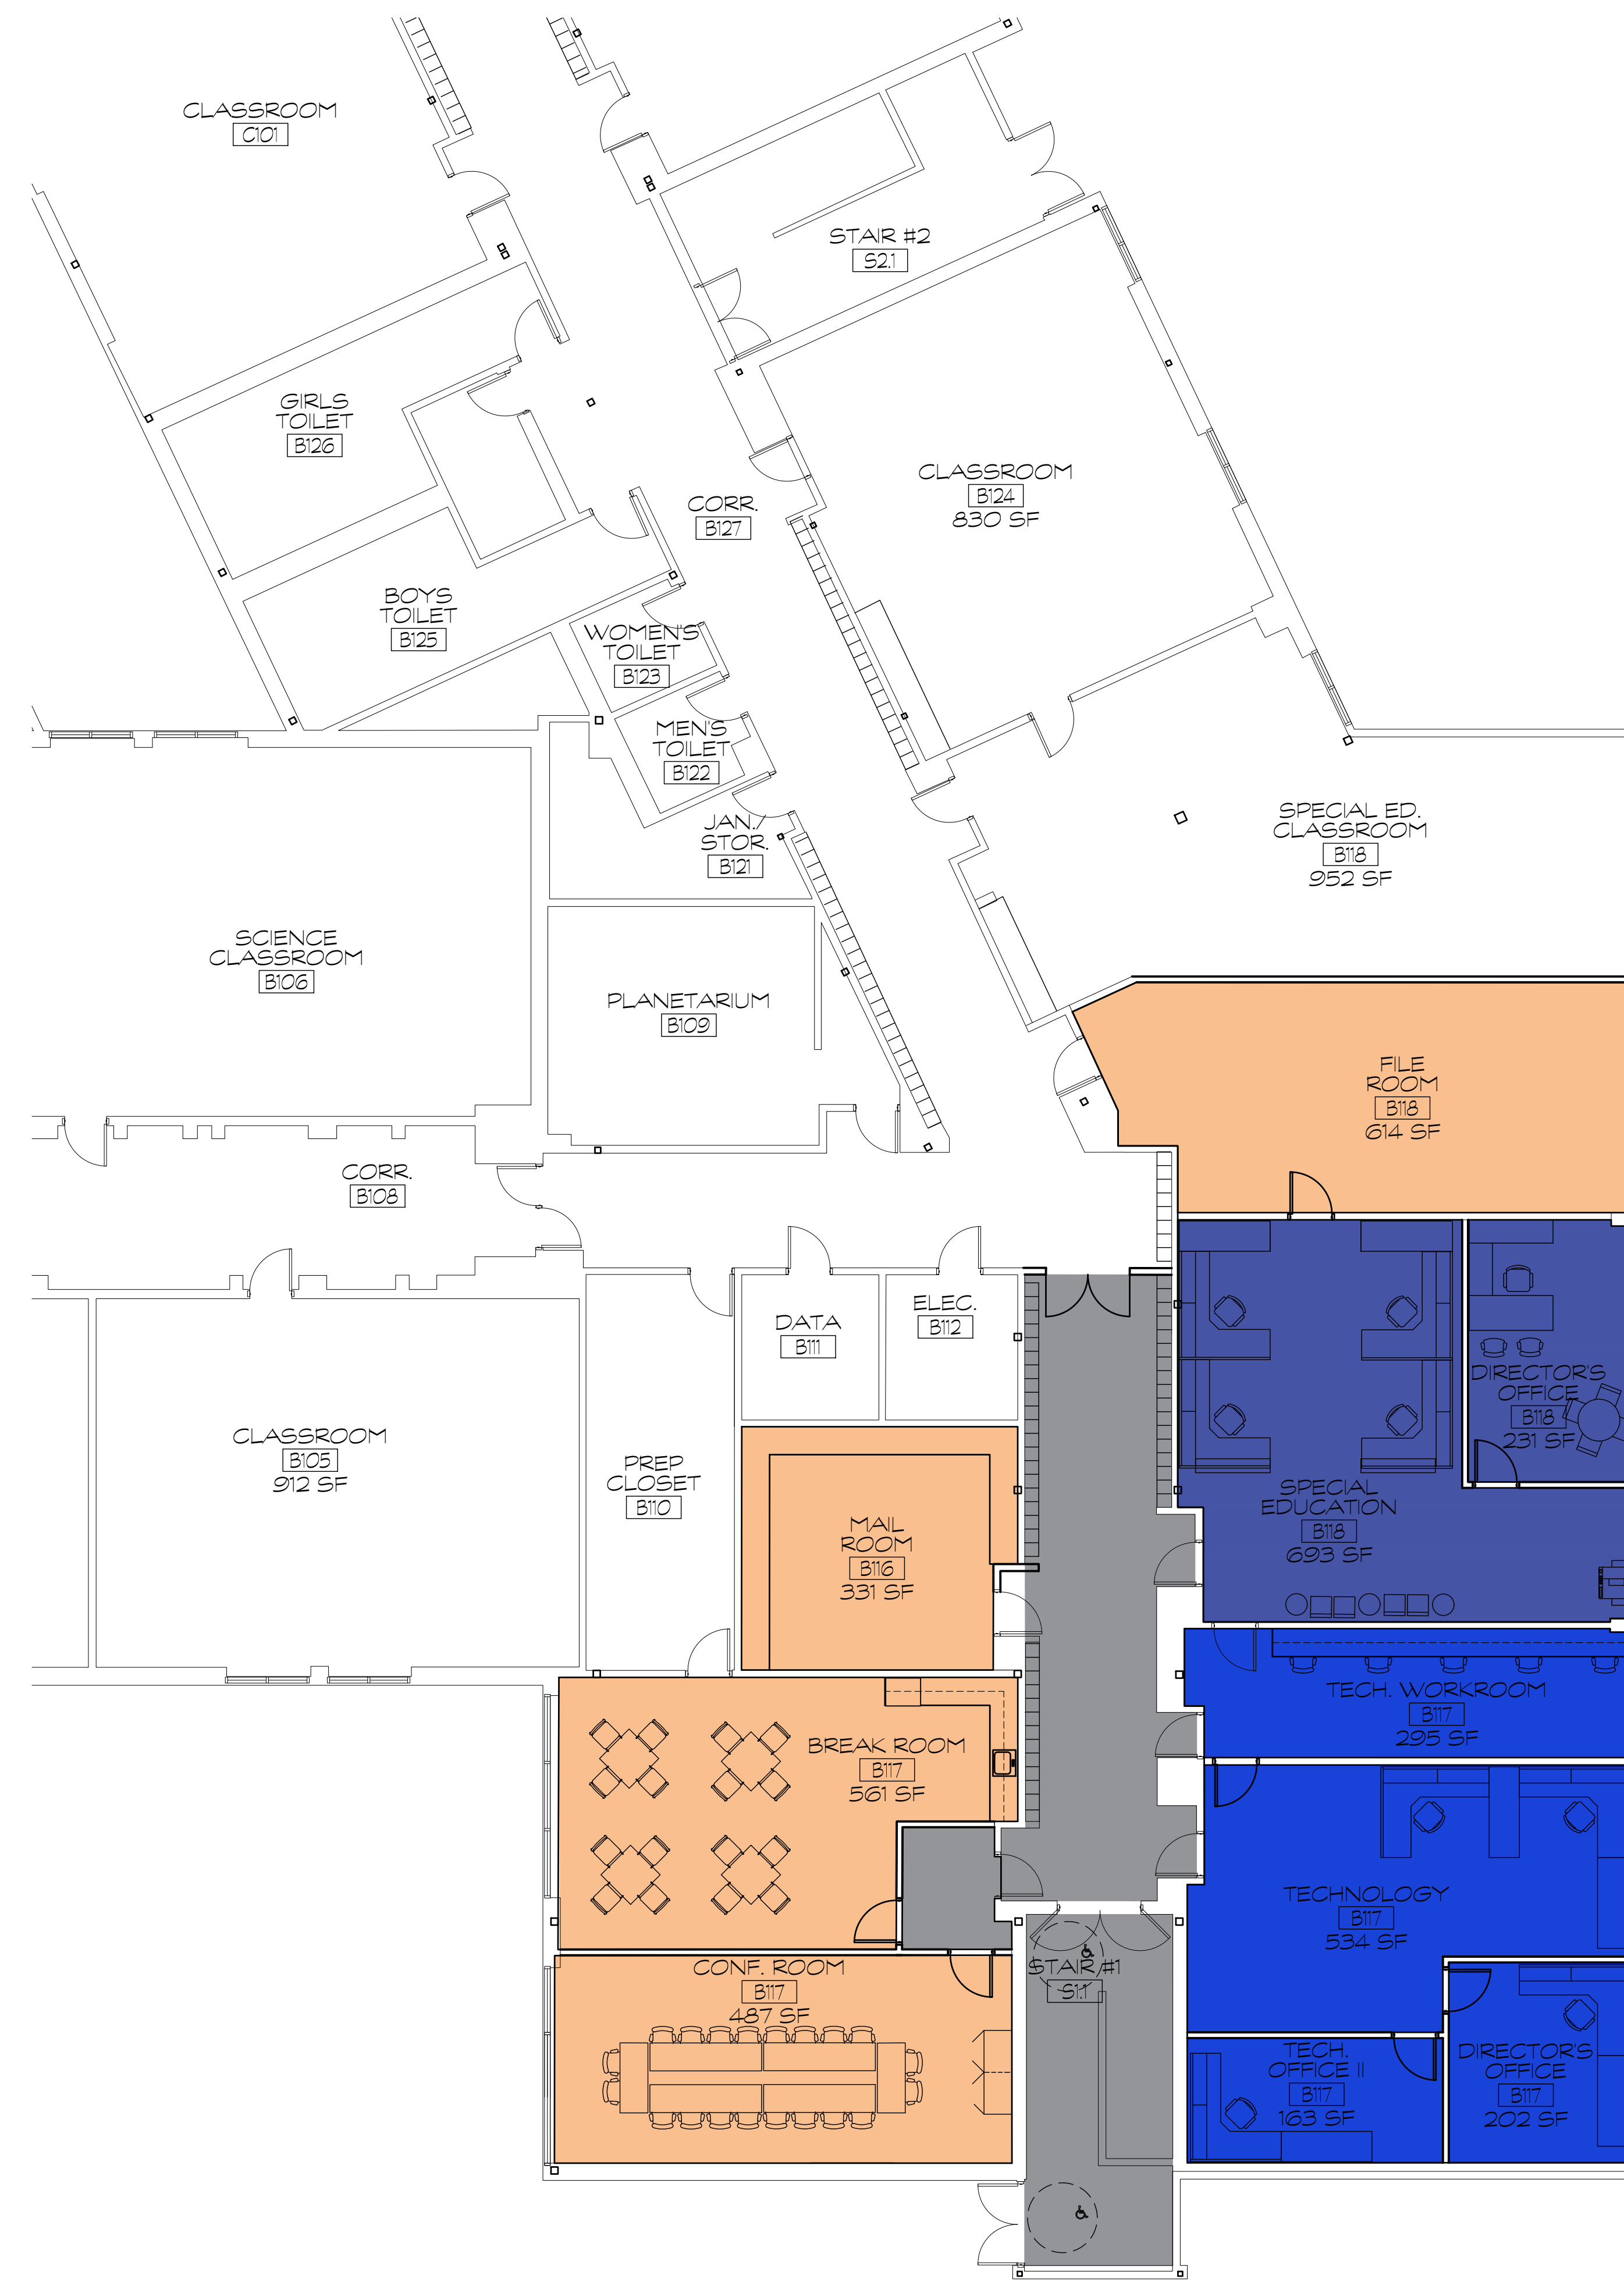 CLASSROOM
C101
STAIR #2
S2.1
GIRLS
TOILET
B126
CLASSROOM
B124
830 SF
CORR.
B127
BOYS
TOILET
B125
WOMEN'S
TOILET
B123
MEN'S
TOILET
B122
JAN./
STOR.
B121
SPECIAL ED.
CLASSROOM
B118
952 SF
SCIENCE
CLASSROOM
B106
PLANETARIUM
B109
FILE
ROOM
B118
614 SF
CORR.
B108
DATA
B111
ELEC.
B112
DIRECTOR'S
OFFICE
B118
231 SF
CLASSROOM
B105
912 SF
PREP
CLOSET
B110
MAIL
ROOM
B116
331 SF
SPECIAL
EDUCATION
B118
693 SF
TECH. WORKROOM
B117
295 SF
BREAK ROOM
B117
561 SF
TECHNOLOGY
B117
534 SF
CONF. ROOM
B117
487 SF
STAIR #1
S1.1
TECH.
OFFICE II
B117
163 SF
DIRECTOR'S
OFFICE
B117
202 SF